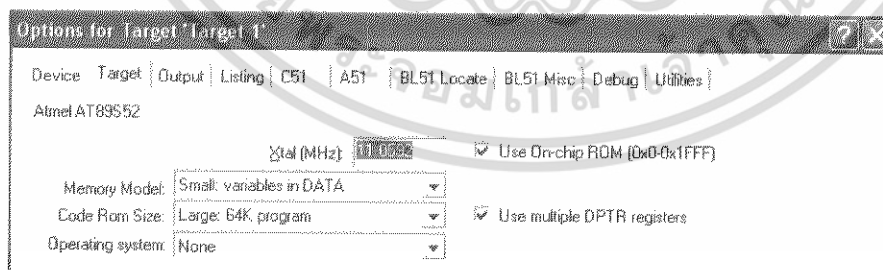 Options for Target 'Target 1'
Device Target Output Listing C51 A51 BL51 Locate BL51 Misc Debug Utilities
Atmel AT89S52
Xtal (MHz): Use On-chip ROM (0x0-0x1FFF)
Memory Model: Small: variables in DATA
Code Rom Size: Large: 64K program Use multiple DPTR registers
Operating system: None